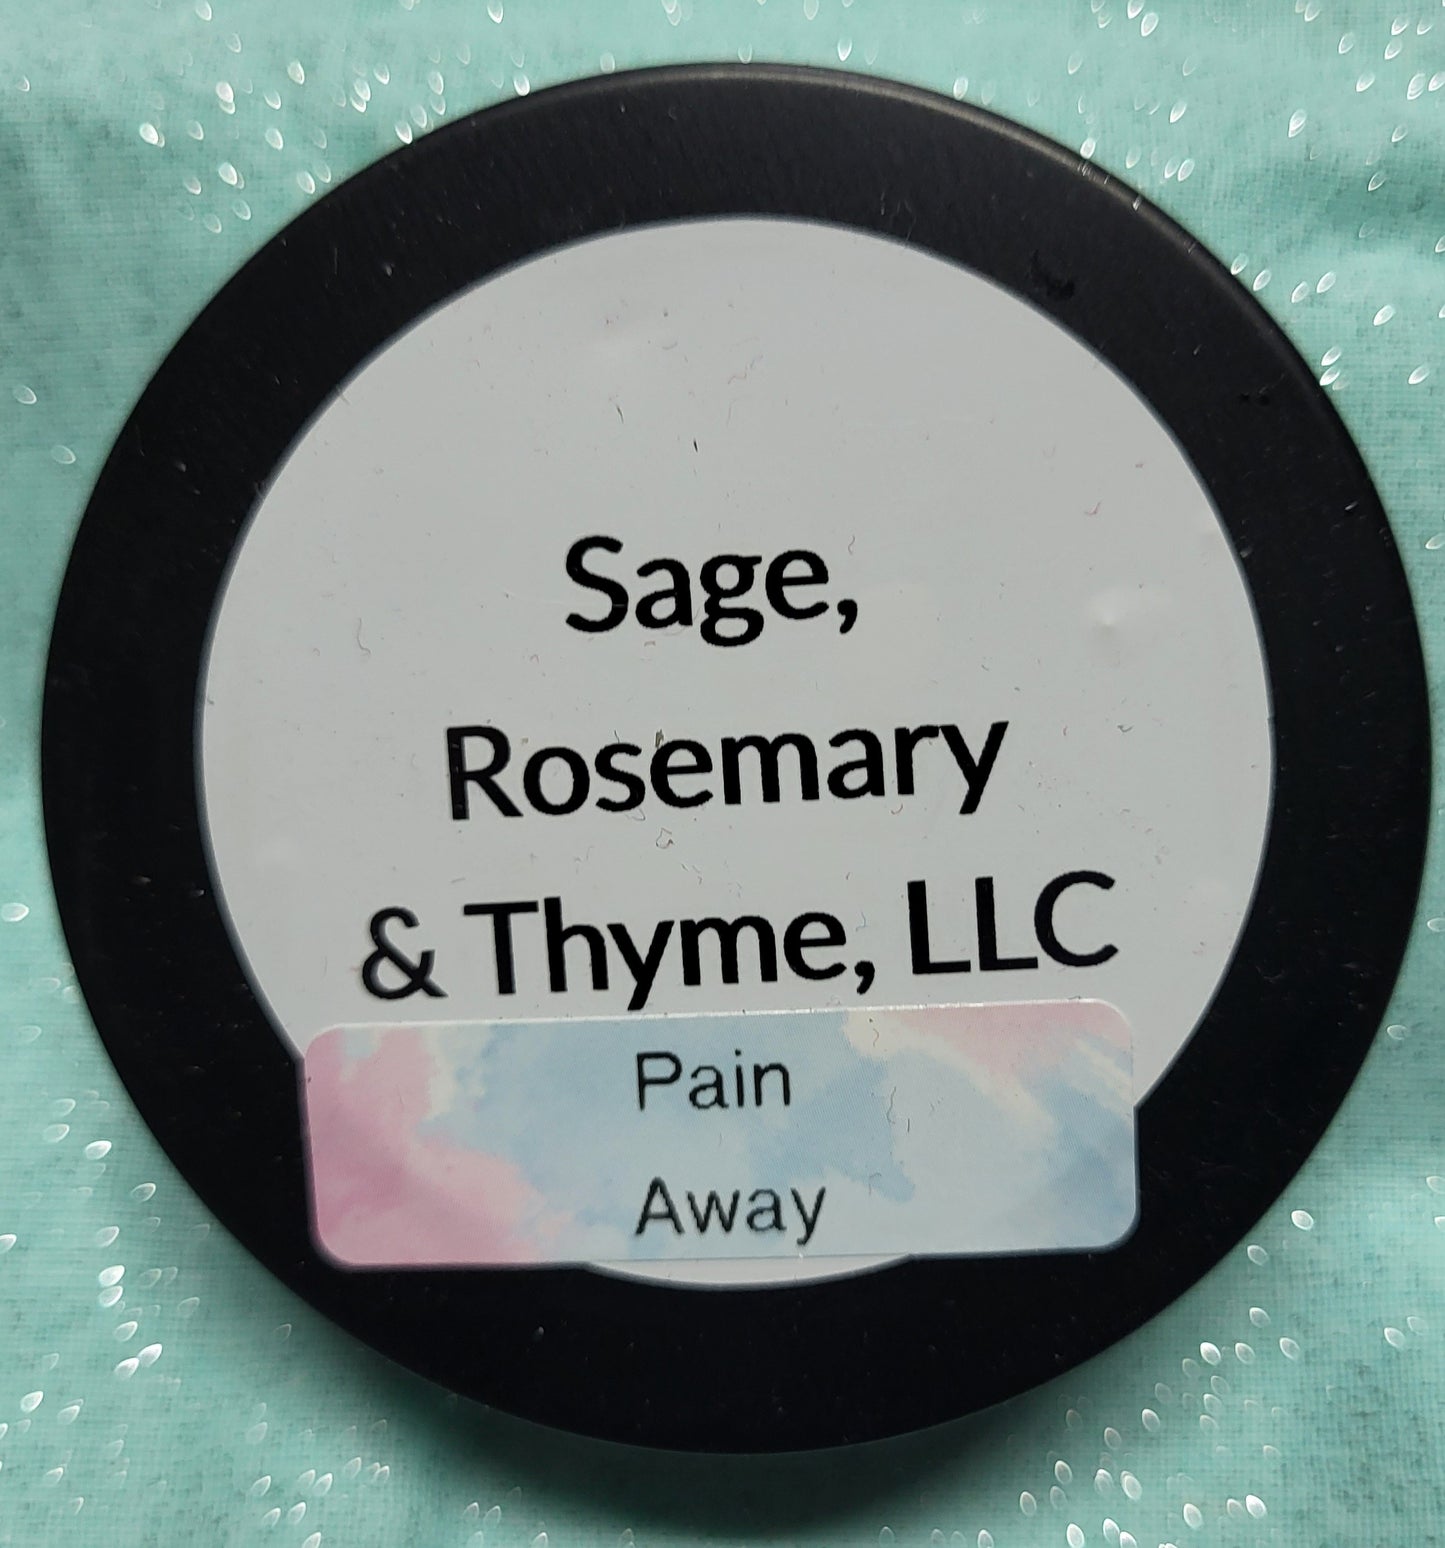 Sage,
Rosemary
& Thyme, LLC
Pain
Away